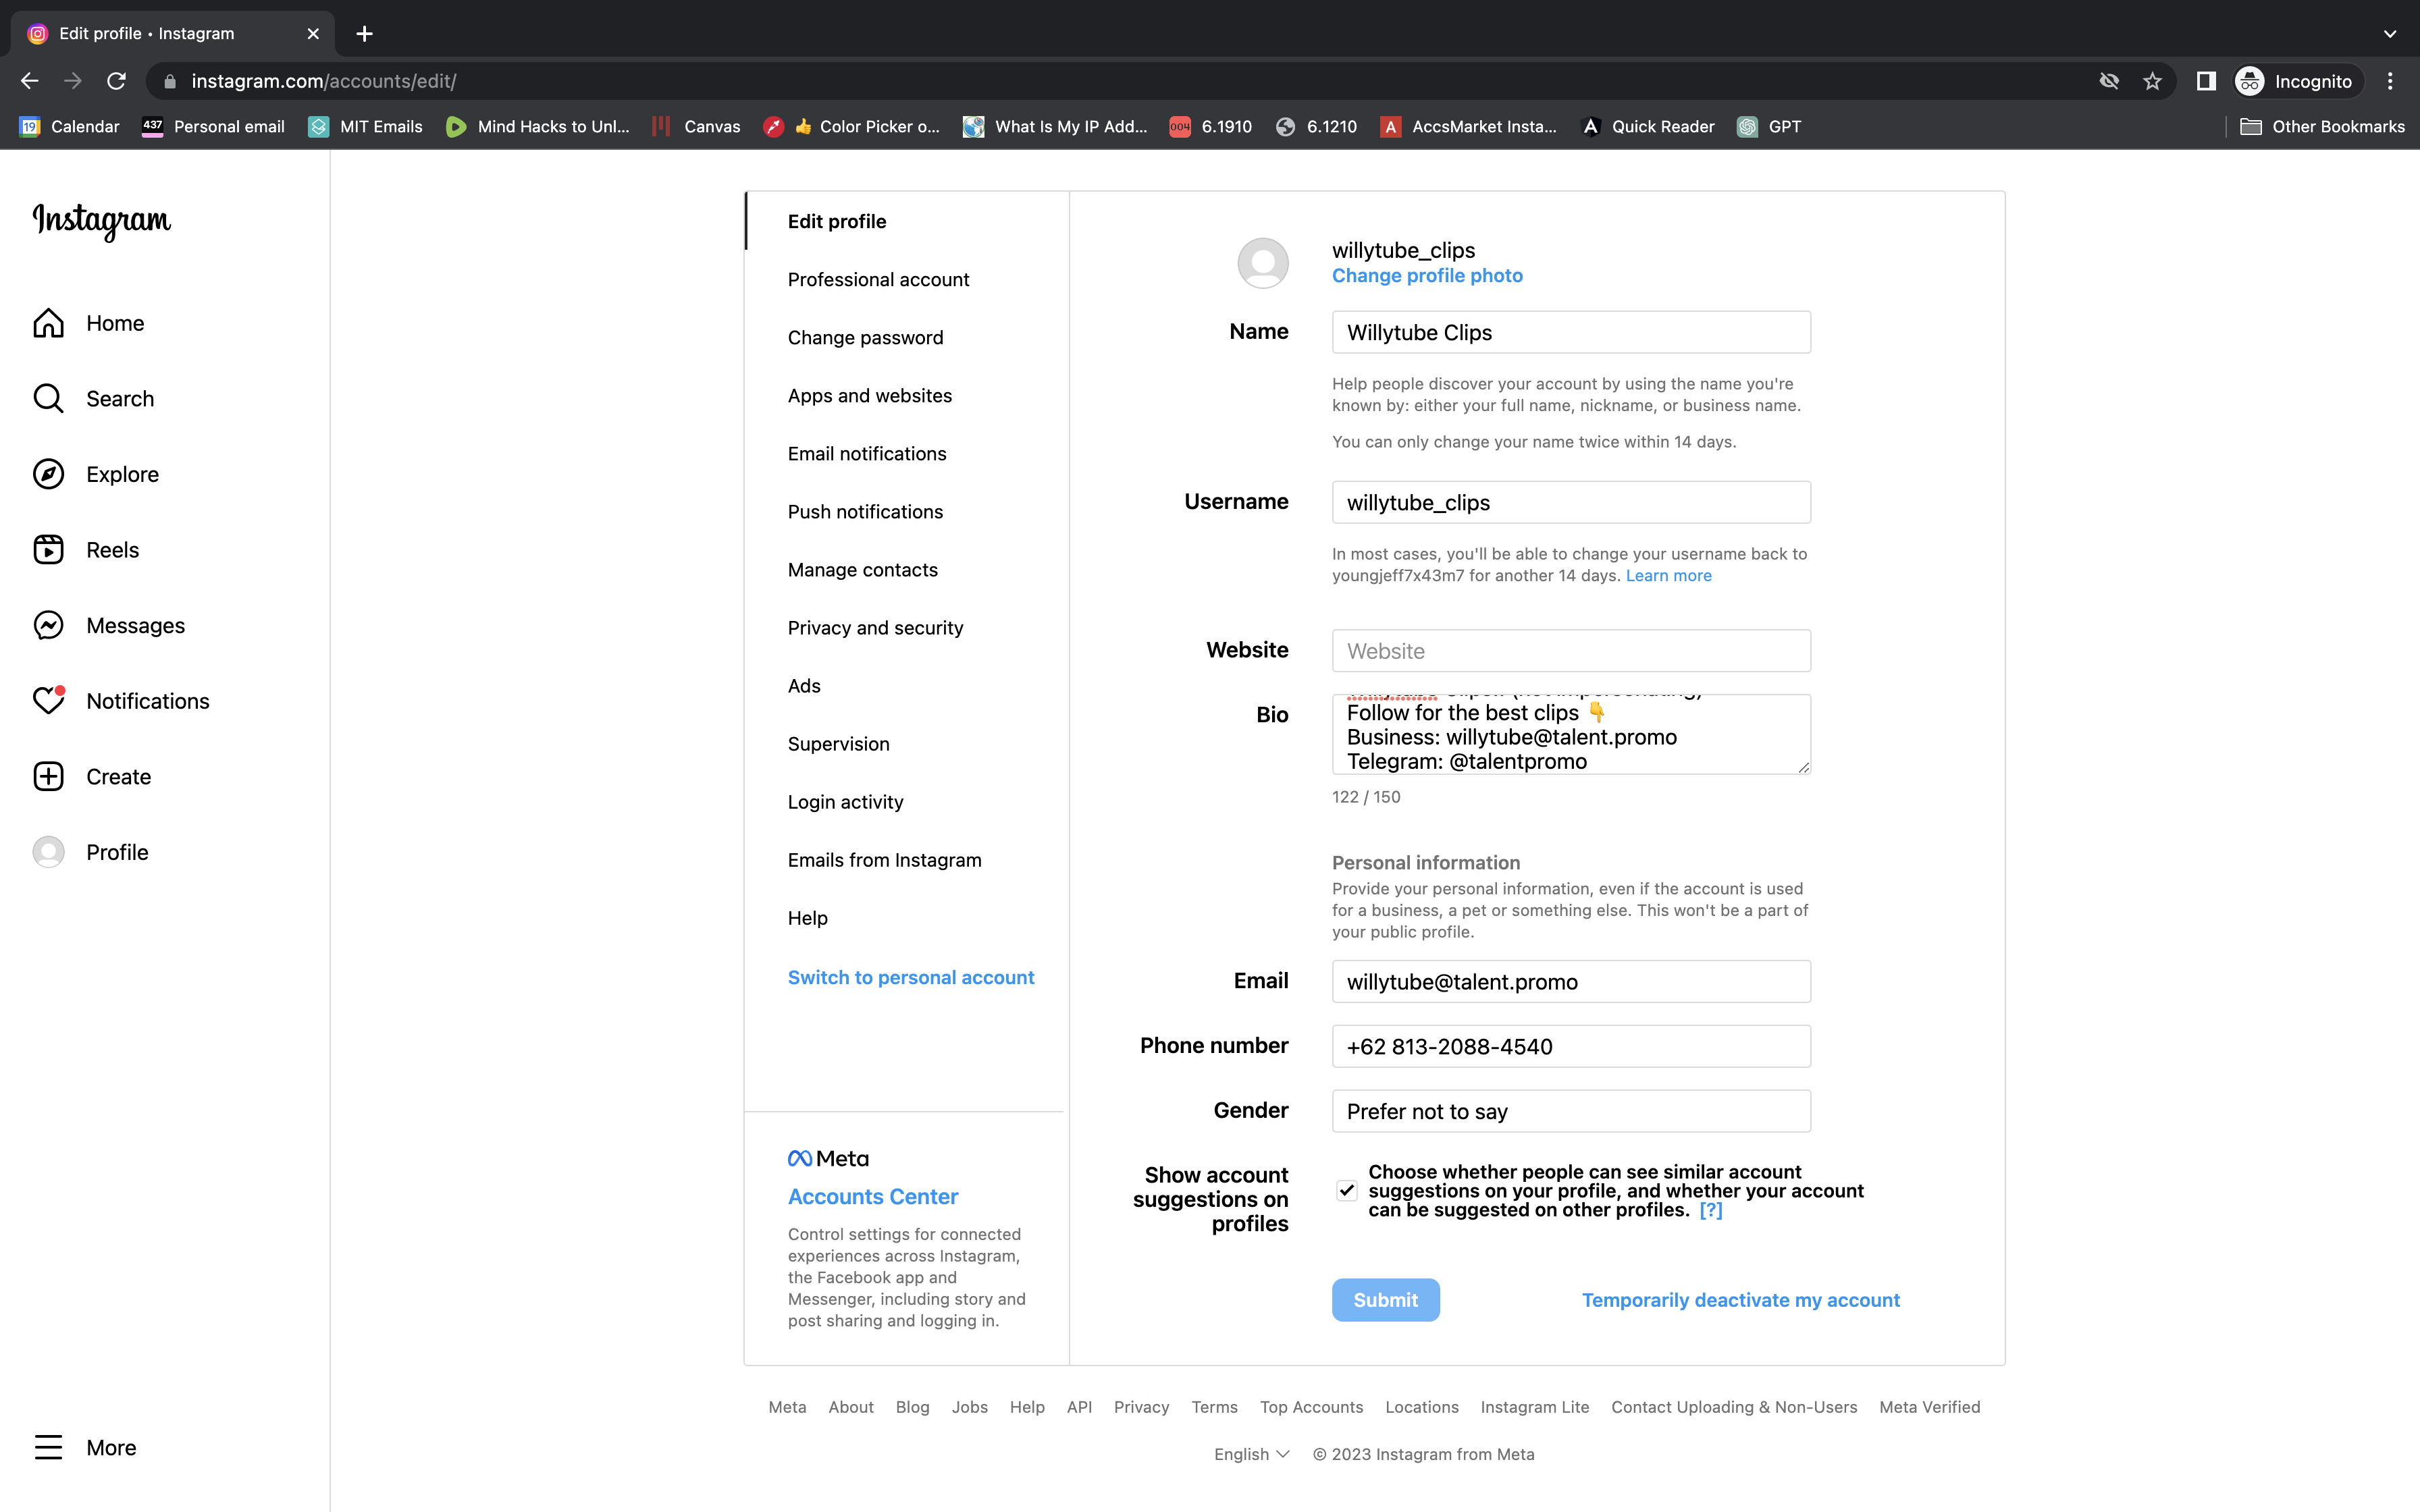 Edit profile • Instagram
instagram.com/accounts/edit/
Incognito
19 Calendar
437 Personal email
MIT Emails
Mind Hacks to Unl...
Canvas
👍 Color Picker o...
What Is My IP Add...
004 6.1910
6.1210
A AccsMarket Insta...
A Quick Reader
GPT
Other Bookmarks
Instagram
Home
Search
Explore
Reels
Messages
Notifications
Create
Profile
More
Edit profile
Professional account
Change password
Apps and websites
Email notifications
Push notifications
Manage contacts
Privacy and security
Ads
Supervision
Login activity
Emails from Instagram
Help
Switch to personal account
Meta
Accounts Center
Control settings for connected
experiences across Instagram,
the Facebook app and
Messenger, including story and
post sharing and logging in.
willytube_clips
Change profile photo
Name
Willytube Clips
Help people discover your account by using the name you're
known by: either your full name, nickname, or business name.
You can only change your name twice within 14 days.
Username
willytube_clips
In most cases, you'll be able to change your username back to
youngjeff7x43m7 for another 14 days. Learn more
Website
Website
Bio
Follow for the best clips 👇
Business: willytube@talent.promo
Telegram: @talentpromo
122 / 150
Personal information
Provide your personal information, even if the account is used
for a business, a pet or something else. This won't be a part of
your public profile.
Email
willytube@talent.promo
Phone number
+62 813-2088-4540
Gender
Prefer not to say
Show account
suggestions on
profiles
Choose whether people can see similar account
suggestions on your profile, and whether your account
can be suggested on other profiles. [?]
Submit
Temporarily deactivate my account
Meta About Blog Jobs Help API Privacy Terms Top Accounts Locations Instagram Lite Contact Uploading & Non-Users Meta Verified
English © 2023 Instagram from Meta